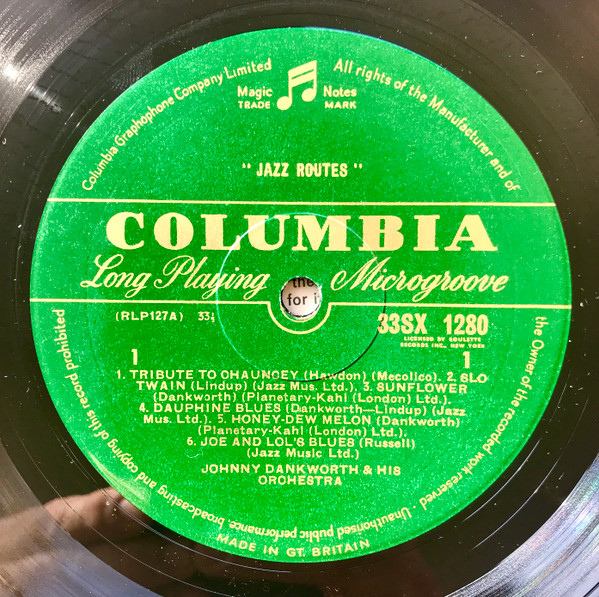 Columbia Graphophone Company Limited
All rights of the Manufacturer and of
the Owner of the recorded work reserved - Unauthorised public performance, broadcasting and copying of this record prohibited
Magic Notes
TRADE MARK
" JAZZ ROUTES "
COLUMBIA
Long Playing Microgroove
the
for i
(RLP127A) 33⅓ 33SX 1280
LICENSED BY ROULETTE
RECORDS INC., NEW YORK
1 1
1. TRIBUTE TO CHAUNCEY (Hawdon) (Mecolico). 2. SLO
TWAIN (Lindup) (Jazz Mus. Ltd.). 3. SUNFLOWER
(Dankworth) (Planetary-Kahl (London) Ltd.).
4. DAUPHINE BLUES (Dankworth—Lindup) (Jazz
Mus. Ltd.). 5. HONEY-DEW MELON (Dankworth)
(Planetary-Kahl (London) Ltd.).
6. JOE AND LOL'S BLUES (Russell)
(Jazz Music Ltd.)
JOHNNY DANKWORTH & HIS
ORCHESTRA
MADE IN GT. BRITAIN